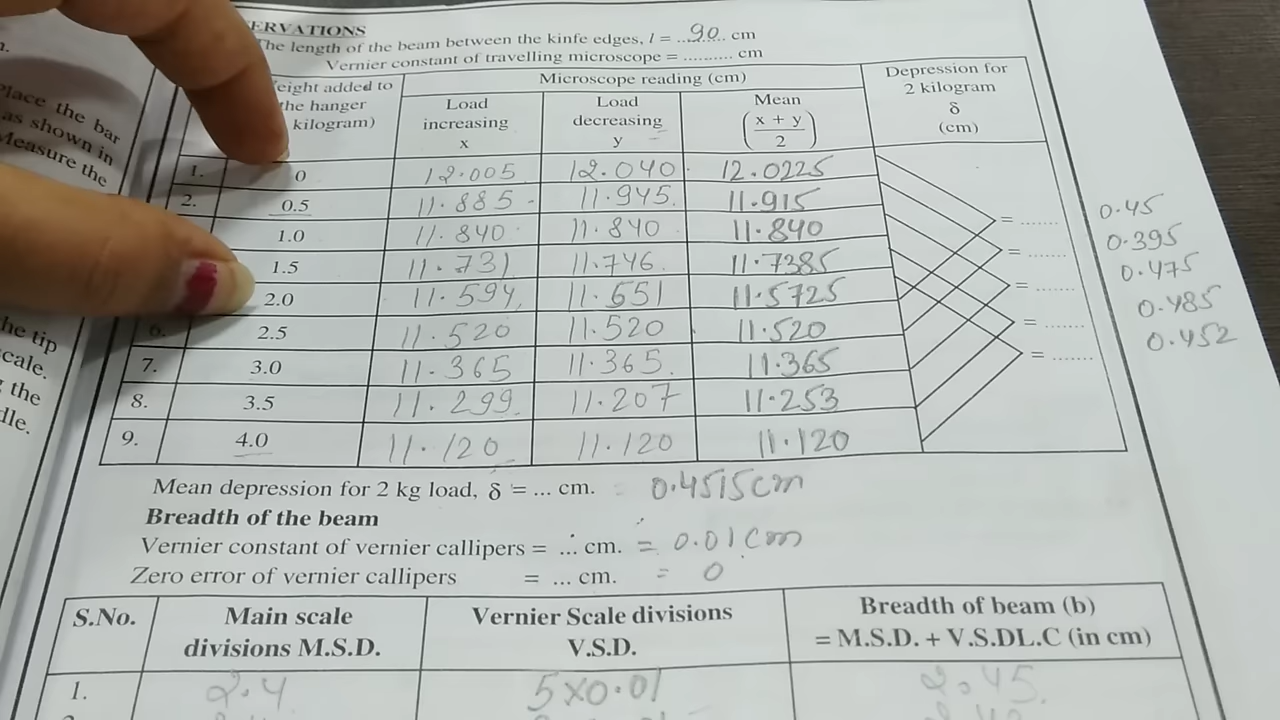 ERVATIONS
The length of the beam between the kinfe edges, l = ...90... cm
Vernier constant of travelling microscope = .......... cm
eight added to the hanger kilogram)
Microscope reading (cm)
Depression for 2 kilogram δ (cm)
Load increasing x
Load decreasing y
Mean (x + y / 2)
1. 0 12.005 12.040 12.0225
2. 0.5 11.885 11.945 11.915
1.0 11.840 11.840 11.840
1.5 11.731 11.746 11.7385
2.0 11.594 11.551 11.5725
6. 2.5 11.520 11.520 11.520
7. 3.0 11.365 11.365 11.365
8. 3.5 11.299 11.207 11.253
9. 4.0 11.120 11.120 11.120
= .......
= .......
= .......
= .......
= .......
0.45
0.395
0.475
0.485
0.452
Mean depression for 2 kg load, δ = ... cm. = 0.4515cm
Breadth of the beam
Vernier constant of vernier callipers = ... cm. = 0.01cm
Zero error of vernier callipers = ... cm. = 0
S.No. Main scale divisions M.S.D. Vernier Scale divisions V.S.D. Breadth of beam (b) = M.S.D. + V.S.DL.C (in cm)
1. 2.4 5×0.01 2.45
Place the bar
as shown in
Measure the
he tip
cale.
the
dle.